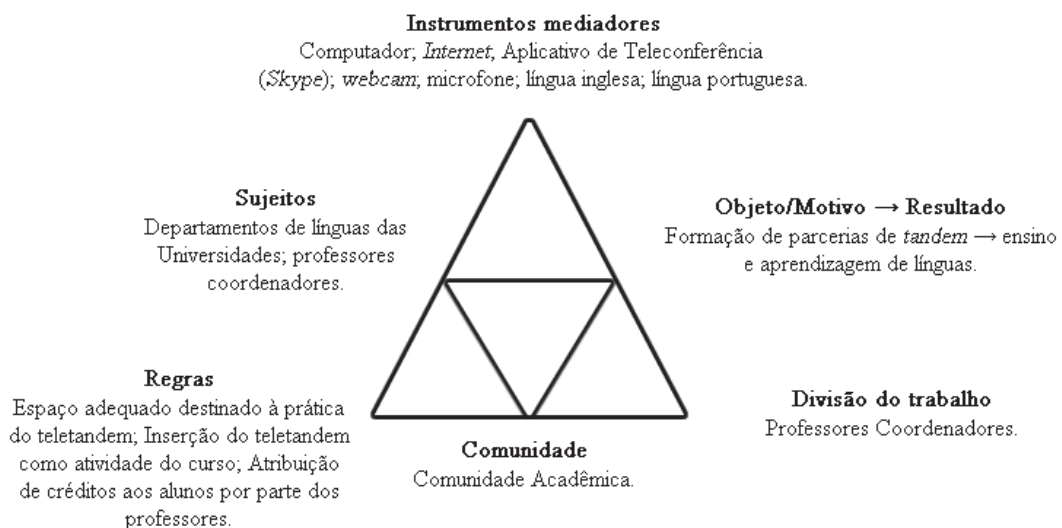 Instrumentos mediadores
Computador; Internet; Aplicativo de Teleconferência
(Skype); webcam; microfone; língua inglesa; língua portuguesa.
Sujeitos
Departamentos de línguas das
Universidades; professores
coordenadores.
Objeto/Motivo → Resultado
Formação de parcerias de tandem → ensino
e aprendizagem de línguas.
Regras
Espaço adequado destinado à prática
do teletandem; Inserção do teletandem
como atividade do curso; Atribuição
de créditos aos alunos por parte dos
professores.
Comunidade
Comunidade Acadêmica.
Divisão do trabalho
Professores Coordenadores.